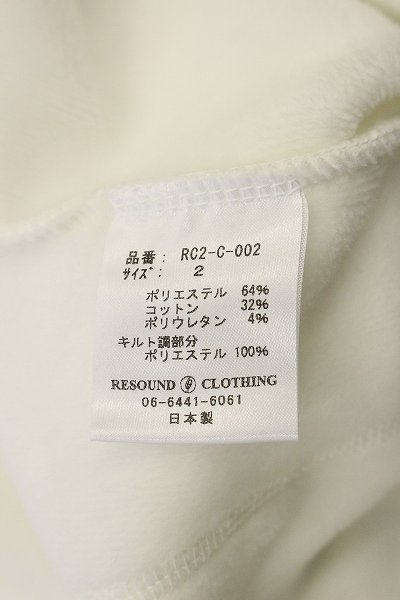 品番: RC2-C-002
ｻｲｽﾞ: 2
ポリエステル 64%
コットン 32%
ポリウレタン 4%
キルト調部分
ポリエステル 100%
RESOUND CLOTHING
06-6441-6061
日本製